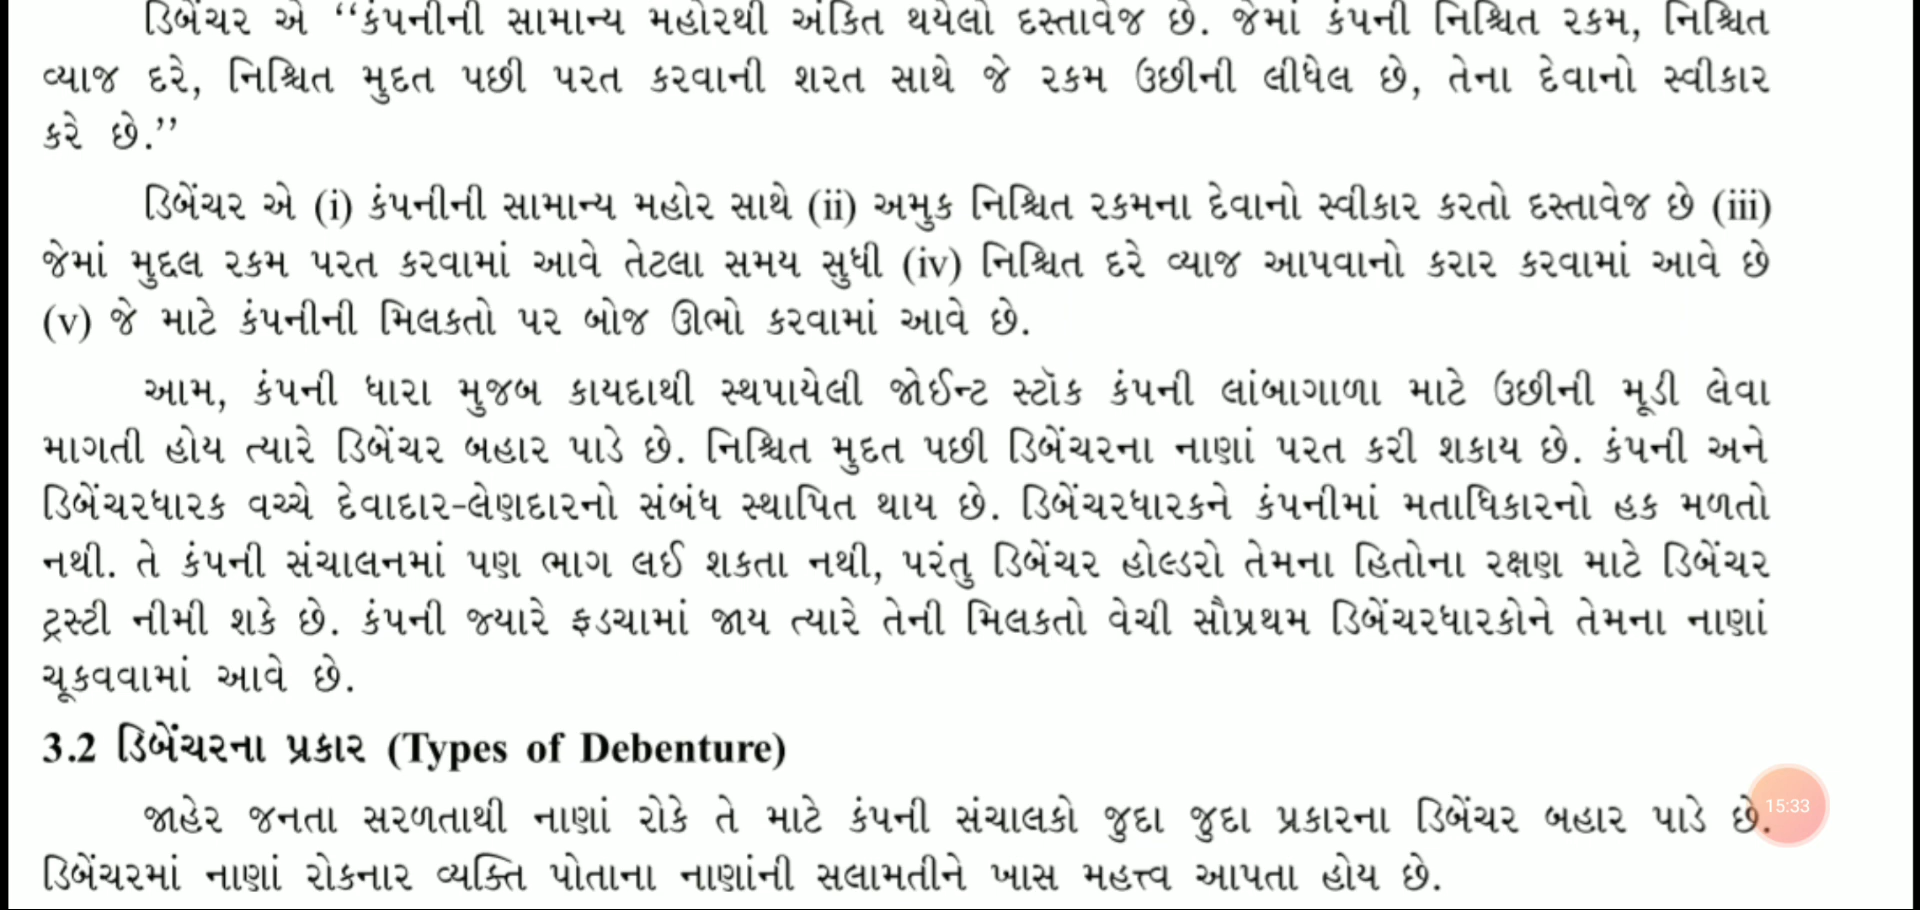 ડિબેંચર એ ‘‘કંપનીની સામાન્ય મહોરથી અંકિત થયેલો દસ્તાવેજ છે. જેમાં કંપની નિશ્ચિત રકમ, નિશ્ચિત
વ્યાજ દરે, નિશ્ચિત મુદત પછી પરત કરવાની શરત સાથે જે રકમ ઉછીની લીધેલ છે, તેના દેવાનો સ્વીકાર
કરે છે.’’
ડિબેંચર એ (i) કંપનીની સામાન્ય મહોર સાથે (ii) અમુક નિશ્ચિત રકમના દેવાનો સ્વીકાર કરતો દસ્તાવેજ છે (iii)
જેમાં મુદ્દલ રકમ પરત કરવામાં આવે તેટલા સમય સુધી (iv) નિશ્ચિત દરે વ્યાજ આપવાનો કરાર કરવામાં આવે છે
(v) જે માટે કંપનીની મિલકતો પર બોજ ઊભો કરવામાં આવે છે.
આમ, કંપની ધારા મુજબ કાયદાથી સ્થપાયેલી જોઈન્ટ સ્ટૉક કંપની લાંબાગાળા માટે ઉછીની મૂડી લેવા
માગતી હોય ત્યારે ડિબેંચર બહાર પાડે છે. નિશ્ચિત મુદત પછી ડિબેંચરના નાણાં પરત કરી શકાય છે. કંપની અને
ડિબેંચરધારક વચ્ચે દેવાદાર-લેણદારનો સંબંધ સ્થાપિત થાય છે. ડિબેંચરધારકને કંપનીમાં મતાધિકારનો હક મળતો
નથી. તે કંપની સંચાલનમાં પણ ભાગ લઈ શકતા નથી, પરંતુ ડિબેંચર હોલ્ડરો તેમના હિતોના રક્ષણ માટે ડિબેંચર
ટ્રસ્ટી નીમી શકે છે. કંપની જ્યારે ફડચામાં જાય ત્યારે તેની મિલકતો વેચી સૌપ્રથમ ડિબેંચરધારકોને તેમના નાણાં
ચૂકવવામાં આવે છે.
3.2 ડિબેંચરના પ્રકાર (Types of Debenture)
જાહેર જનતા સરળતાથી નાણાં રોકે તે માટે કંપની સંચાલકો જુદા જુદા પ્રકારના ડિબેંચર બહાર પાડે છે.
15:33
ડિબેંચરમાં નાણાં રોકનાર વ્યક્તિ પોતાના નાણાંની સલામતીને ખાસ મહત્ત્વ આપતા હોય છે.